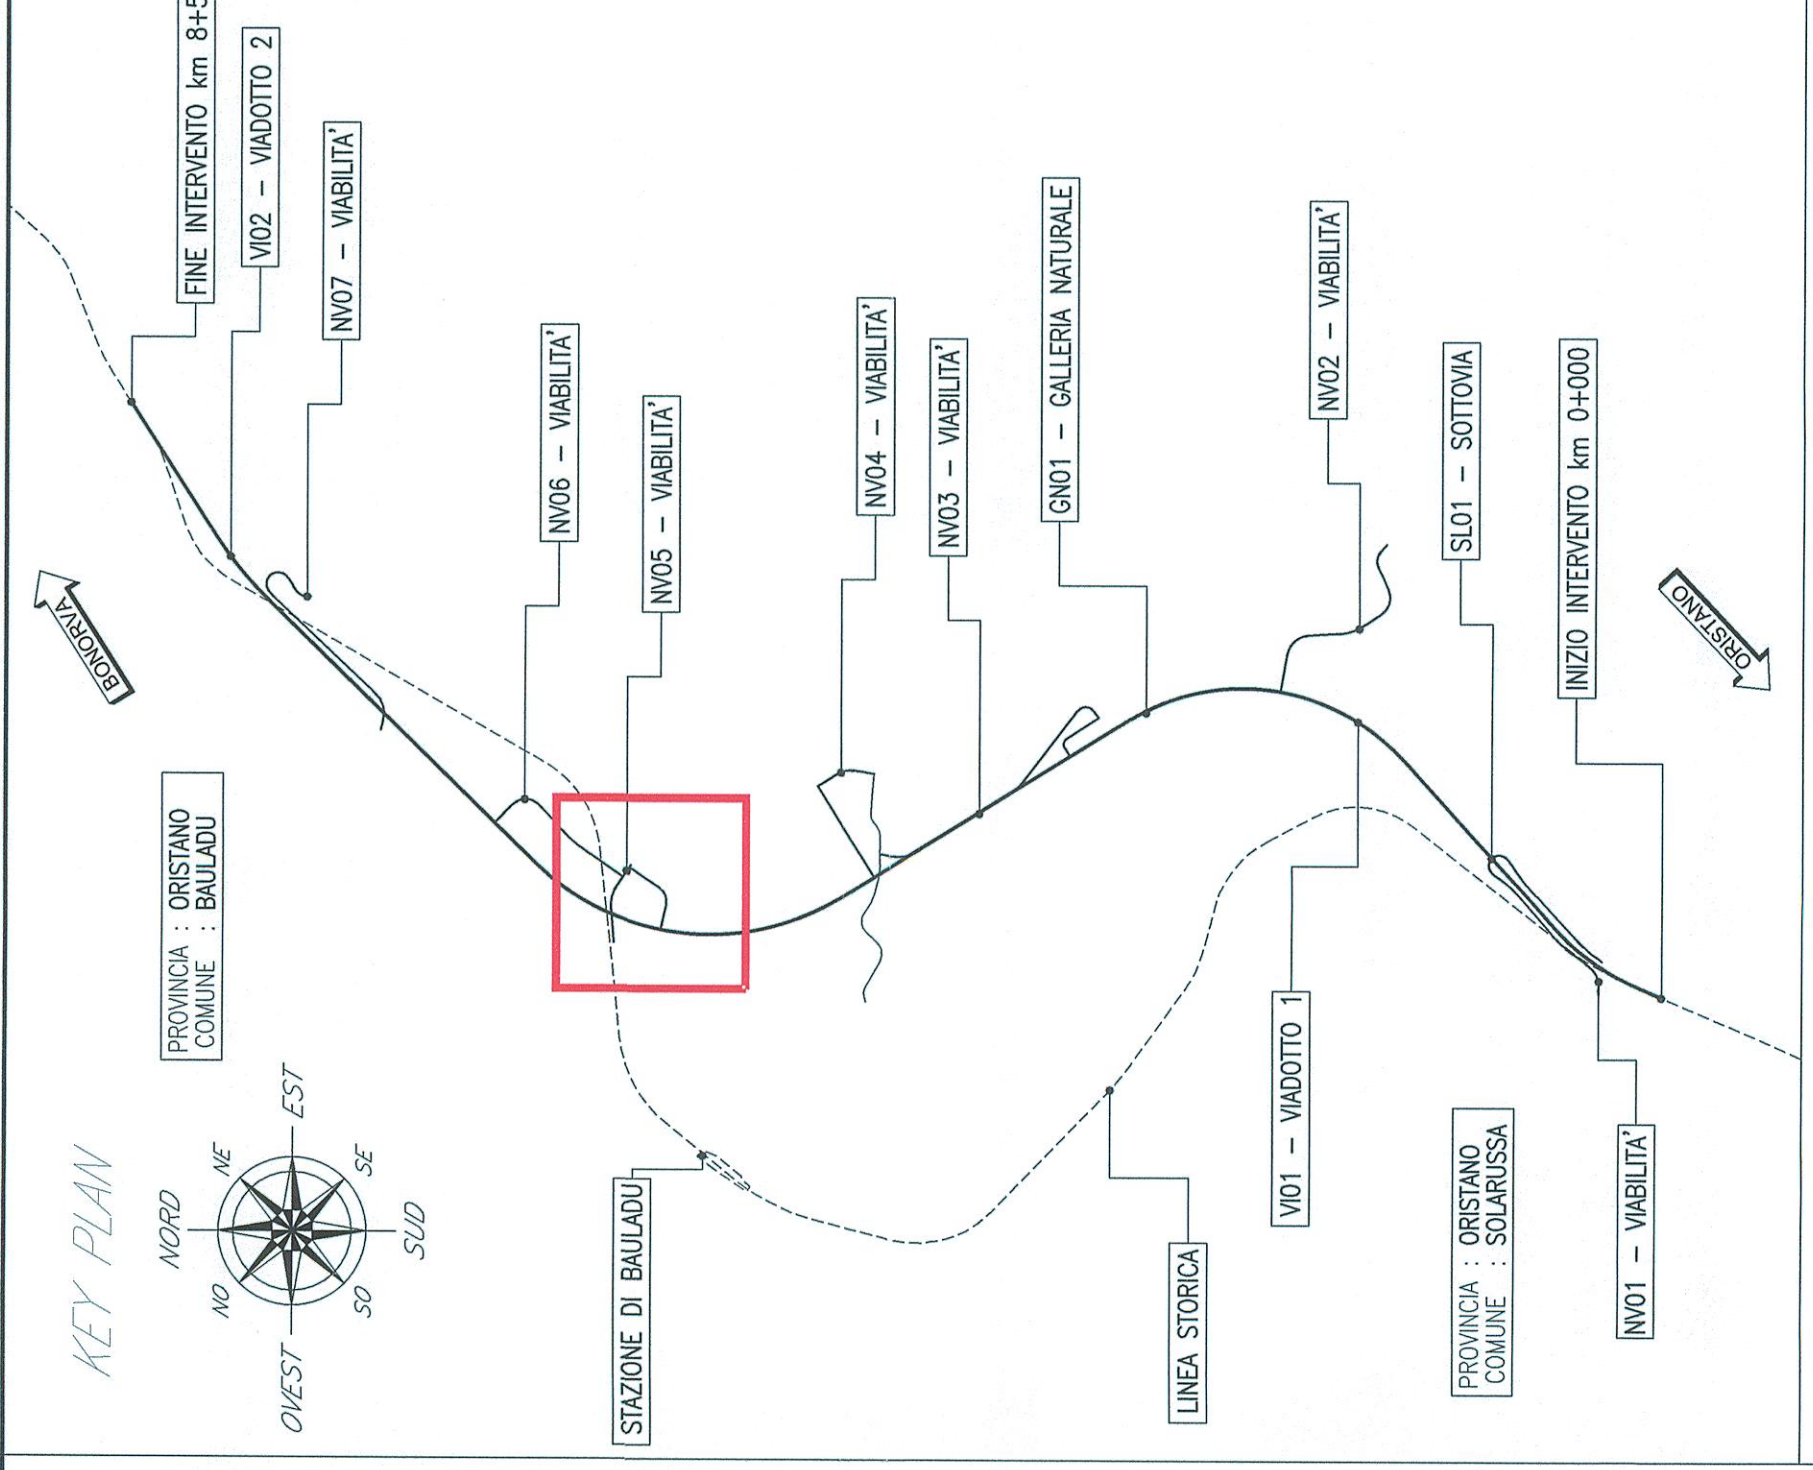 KEY PLAN
NORD
NE
EST
SE
SUD
SO
OVEST
NO
PROVINCIA : ORISTANO
COMUNE : BAULADU
BONORVA
FINE INTERVENTO km 8+5
VI02 – VIADOTTO 2
NV07 – VIABILITA'
NV06 – VIABILITA'
NV05 – VIABILITA'
NV04 – VIABILITA'
NV03 – VIABILITA'
GN01 – GALLERIA NATURALE
NV02 – VIABILITA'
SL01 – SOTTOVIA
INIZIO INTERVENTO km 0+000
ORISTANO
STAZIONE DI BAULADU
LINEA STORICA
VI01 – VIADOTTO 1
PROVINCIA : ORISTANO
COMUNE : SOLARUSSA
NV01 – VIABILITA'